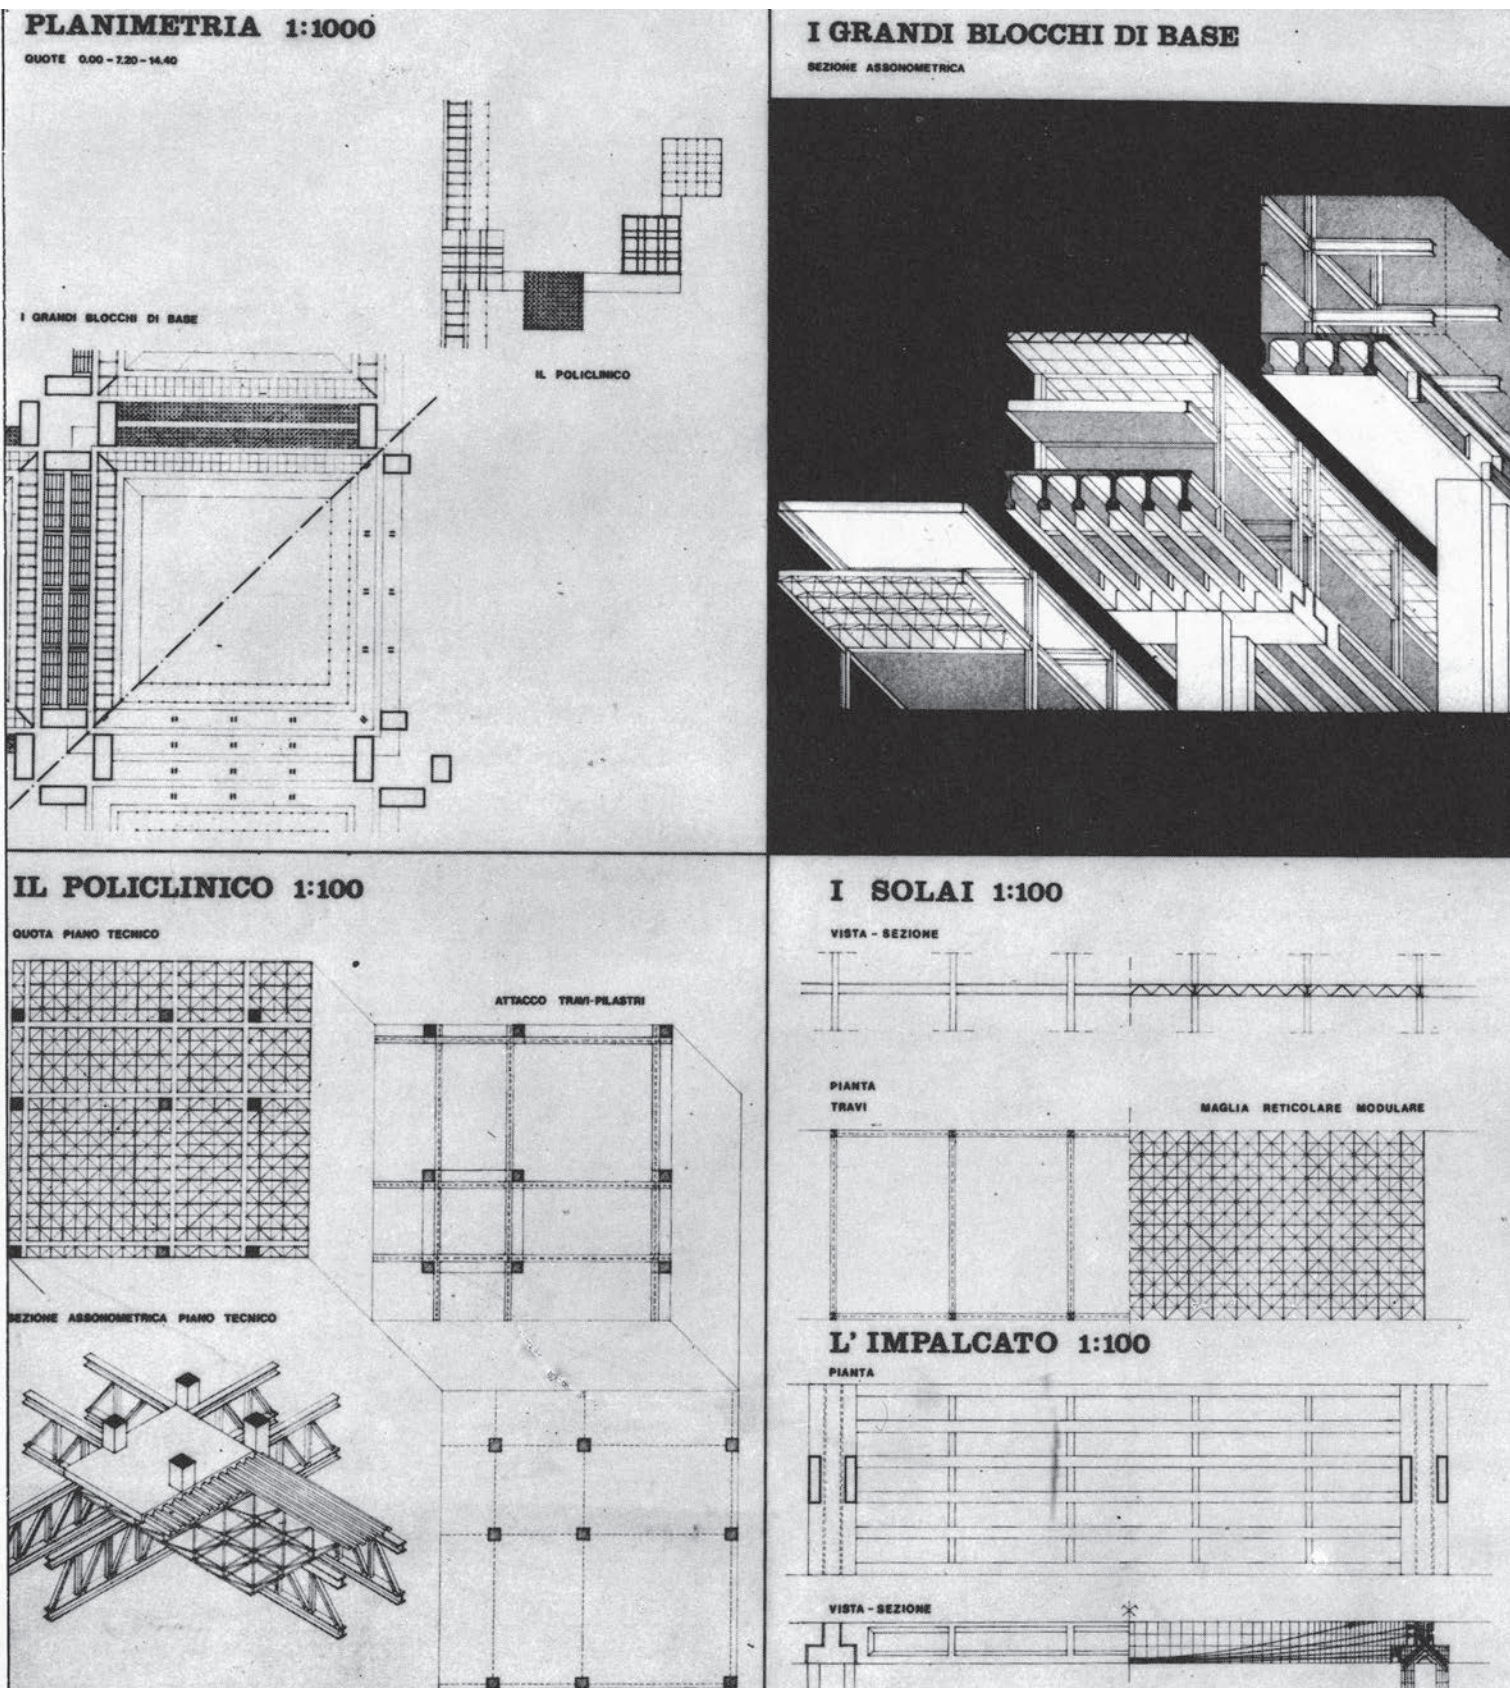 PLANIMETRIA 1:1000
QUOTE 0.00 - 7.20 - 14.40
I GRANDI BLOCCHI DI BASE
IL POLICLINICO
I GRANDI BLOCCHI DI BASE
SEZIONE ASSONOMETRICA
IL POLICLINICO 1:100
QUOTA PIANO TECNICO
ATTACCO TRAVI-PILASTRI
SEZIONE ASSONOMETRICA PIANO TECNICO
I SOLAI 1:100
VISTA - SEZIONE
PIANTA
TRAVI
MAGLIA RETICOLARE MODULARE
L' IMPALCATO 1:100
PIANTA
VISTA - SEZIONE